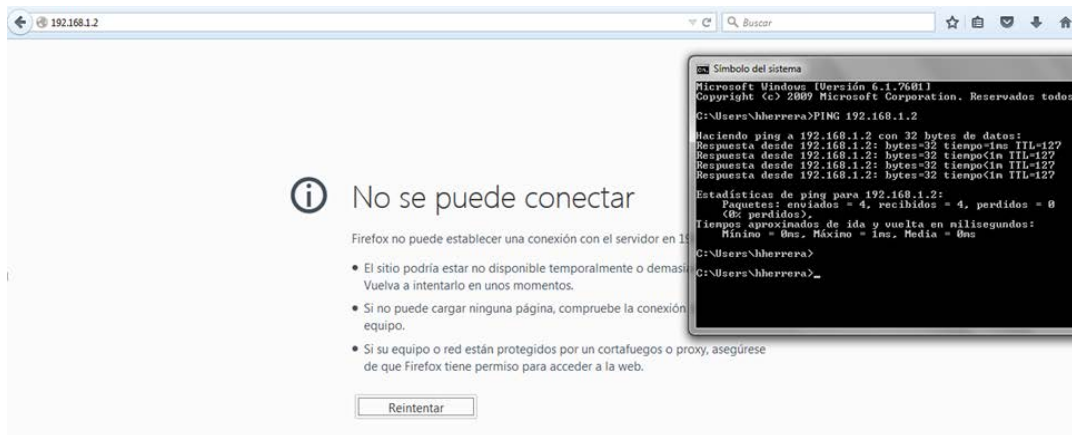 192.168.1.2
Buscar
No se puede conectar
Firefox no puede establecer una conexión con el servidor en
El sitio podría estar no disponible temporalmente o
Vuelva a intentarlo en unos momentos.
Si no puede cargar ninguna página, compruebe la conexión
equipo.
Si su equipo o red están protegidos por un cortafuegos o proxy, asegúrese
de que Firefox tiene permiso para acceder a la web.
Reintentar
Símbolo del sistema
Microsoft Windows [Versión 6.1.7601]
Copyright (c) 2009 Microsoft Corporation. Reservados todos
C:\Users\hherrera>PING 192.168.1.2
Haciendo ping a 192.168.1.2 con 32 bytes de datos:
Respuesta desde 192.168.1.2: bytes=32 tiempo=1ms TTL=127
Respuesta desde 192.168.1.2: bytes=32 tiempo<1m TTL=127
Respuesta desde 192.168.1.2: bytes=32 tiempo<1m TTL=127
Respuesta desde 192.168.1.2: bytes=32 tiempo<1m TTL=127
Estadísticas de ping para 192.168.1.2:
Paquetes: enviados = 4, recibidos = 4, perdidos = 0
(0% perdidos),
Tiempos aproximados de ida y vuelta en milisegundos:
Mínimo = 0ms, Máximo = 1ms, Media = 0ms
C:\Users\hherrera>
C:\Users\hherrera>_